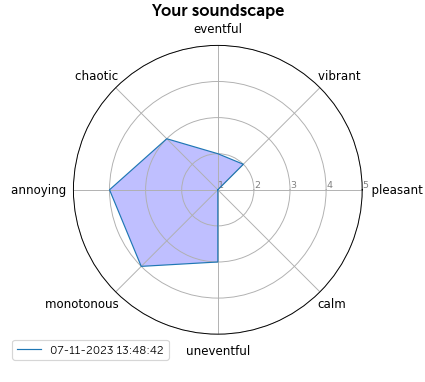 Your soundscape
eventful
chaotic
vibrant
annoying
1
2
3
4
5
pleasant
monotonous
calm
uneventful
07-11-2023 13:48:42